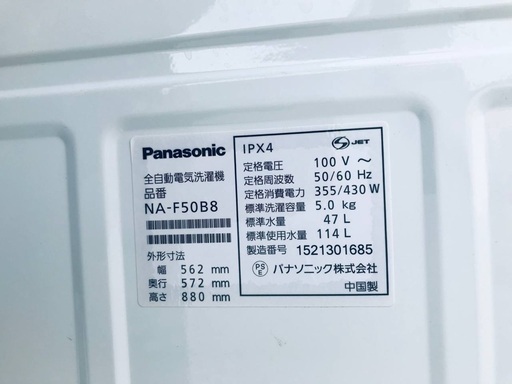 Panasonic
全自動電気洗濯機
品番
NA-F50B8
外形寸法
幅 562 mm
奥行 572 mm
高さ 880 mm
IPX4
S JET
定格電圧 100 V ～
定格周波数 50/60 Hz
定格消費電力 355/430 W
標準洗濯容量 5.0 kg
標準水量 47 L
標準使用水量 114 L
製造番号 1521301685
PSE パナソニック株式会社
中国製